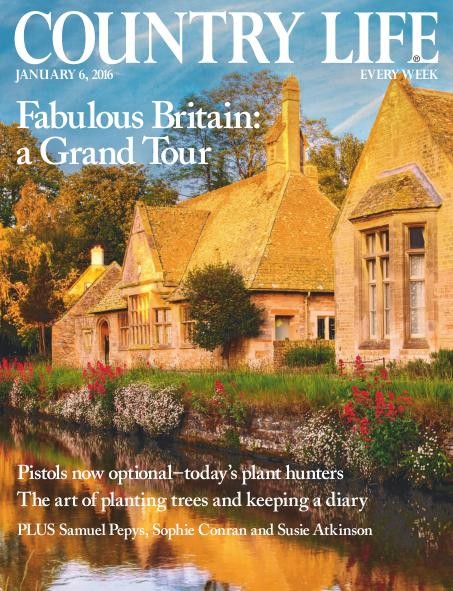 COUNTRY LIFE®
JANUARY 6, 2016 EVERY WEEK
Fabulous Britain:
a Grand Tour
Pistols now optional–today's plant hunters
The art of planting trees and keeping a diary
PLUS Samuel Pepys, Sophie Conran and Susie Atkinson